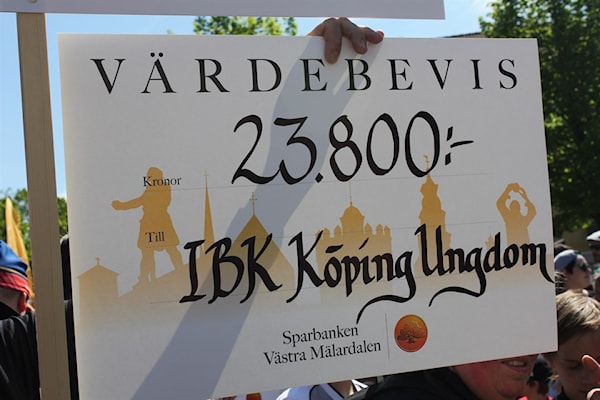 VÄRDEBEVIS
Kronor 23.800:-
Till IBK Köping Ungdom
Sparbanken
Västra Mälardalen